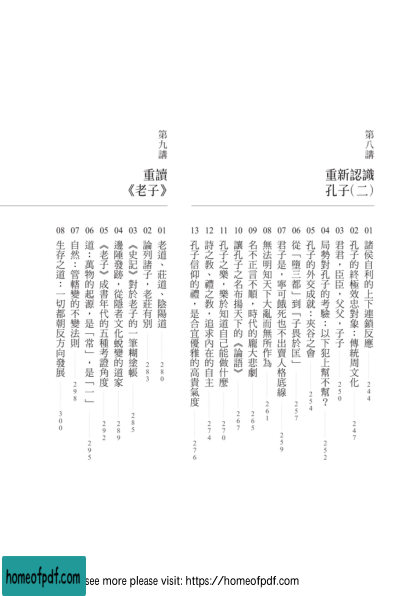 第八講
重新認識
孔子(二)
01 諸侯自利的上下連鎖反應 244
02 孔子的終極效忠對象：傳統周文化 247
03 君君，臣臣，父父，子子 250
04 局勢對孔子的考驗：以下犯上幫不幫？ 252
05 孔子的外交成就：夾谷之會 254
06 從「墮三都」到「子畏於匡」 257
07 君子是，寧可餓死也不出賣人格底線 259
08 無法明知天下大亂而無所作為 261
09 名不正言不順，時代的龐大悲劇 265
10 讓孔子之名布揚天下的《論語》 267
11 孔子之樂，樂於知道自己能做什麼 270
12 詩之教、禮之教，追求內在的自主 274
13 孔子信仰的禮，是合宜優雅的高貴氣度 276
第九講
重讀
《老子》
01 老道、莊道、陰陽道 280
02 論列諸子，老莊有別 283
03 《史記》對於老子的一筆糊塗帳 285
04 邊陲發跡，從隱者文化蛻變的道家 289
05 《老子》成書年代的五種考證角度 292
06 道：萬物的起源，是「常」，是「一」 295
07 自然：管轄變的不變法則 298
08 生存之道：一切都朝反方向發展 300
homeofpdf.com
see more please visit: https://homeofpdf.com